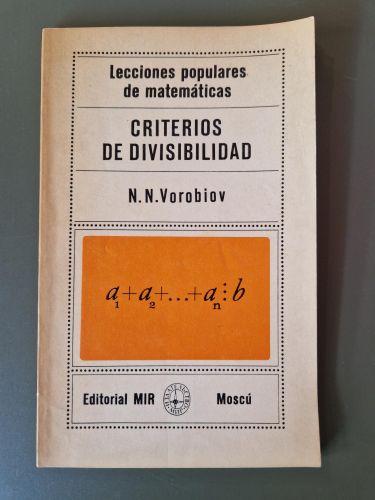 Lecciones populares
de matemáticas
CRITERIOS
DE DIVISIBILIDAD
N.N.Vorobiov
a₁+a₂+...+aₙ⋮b
Editorial MIR Moscú